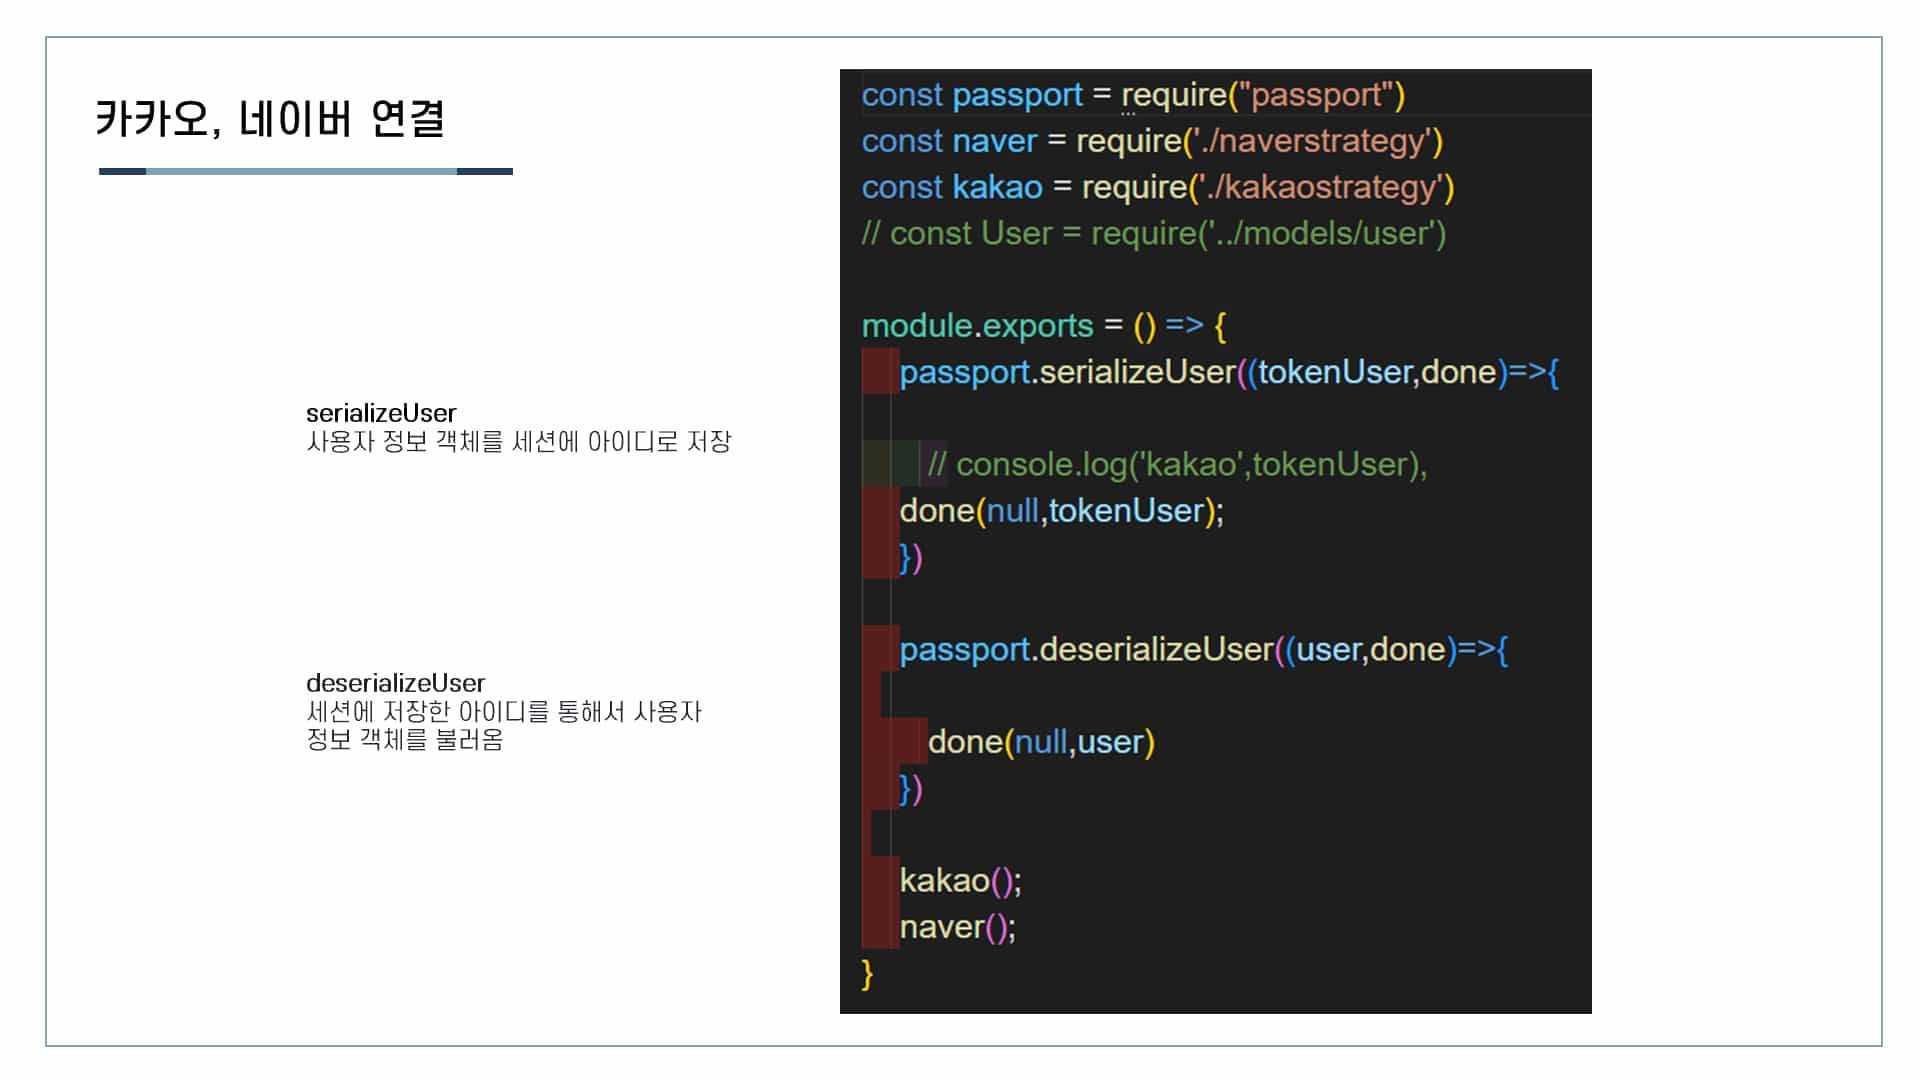 카카오, 네이버 연결
serializeUser
사용자 정보 객체를 세션에 아이디로 저장
deserializeUser
세션에 저장한 아이디를 통해서 사용자
정보 객체를 불러옴
const passport = require("passport")
const naver = require('./naverstrategy')
const kakao = require('./kakaostrategy')
// const User = require('../models/user')
module.exports = () => {
passport.serializeUser((tokenUser,done)=>{
// console.log('kakao',tokenUser),
done(null,tokenUser);
})
passport.deserializeUser((user,done)=>{
done(null,user)
})
kakao();
naver();
}